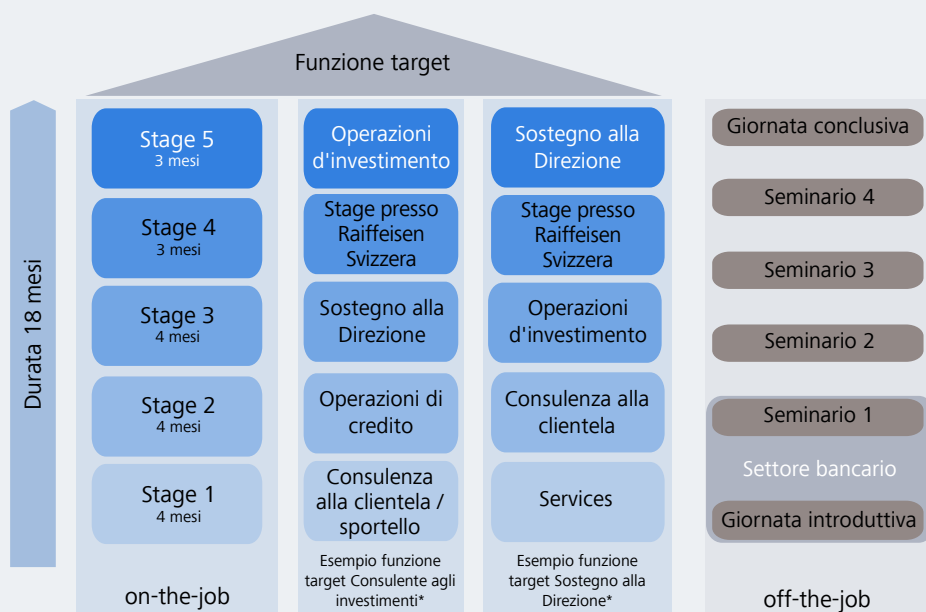 Funzione target
Durata 18 mesi
Stage 5
3 mesi
Stage 4
3 mesi
Stage 3
4 mesi
Stage 2
4 mesi
Stage 1
4 mesi
on-the-job
Operazioni
d'investimento
Stage presso
Raiffeisen
Svizzera
Sostegno alla
Direzione
Operazioni di
credito
Consulenza
alla clientela /
sportello
Esempio funzione
target Consulente agli
investimenti*
Sostegno alla
Direzione
Stage presso
Raiffeisen
Svizzera
Operazioni
d'investimento
Consulenza alla
clientela
Services
Esempio funzione
target Sostegno alla
Direzione*
Giornata conclusiva
Seminario 4
Seminario 3
Seminario 2
Seminario 1
Settore bancario
Giornata introduttiva
off-the-job